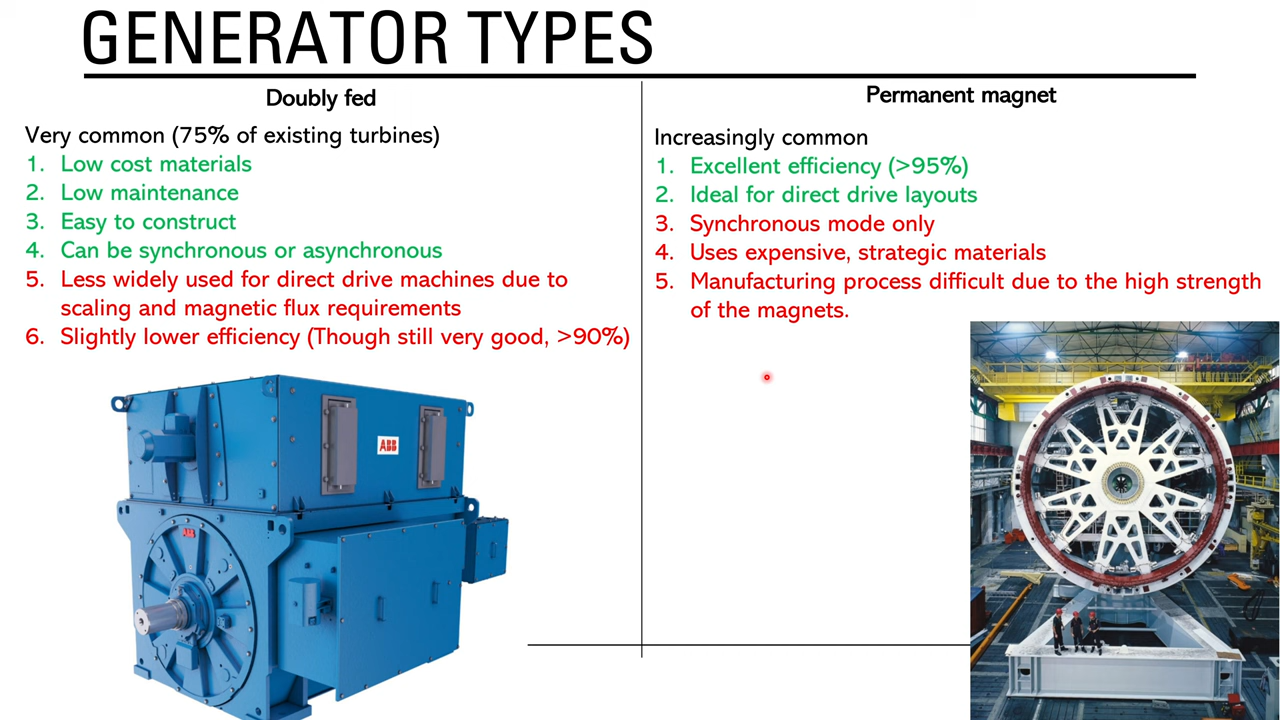 GENERATOR TYPES
Doubly fed
Very common (75% of existing turbines)
1. Low cost materials
2. Low maintenance
3. Easy to construct
4. Can be synchronous or asynchronous
5. Less widely used for direct drive machines due to
scaling and magnetic flux requirements
6. Slightly lower efficiency (Though still very good, >90%)
ABB
ABB
Permanent magnet
Increasingly common
1. Excellent efficiency (>95%)
2. Ideal for direct drive layouts
3. Synchronous mode only
4. Uses expensive, strategic materials
5. Manufacturing process difficult due to the high strength
of the magnets.